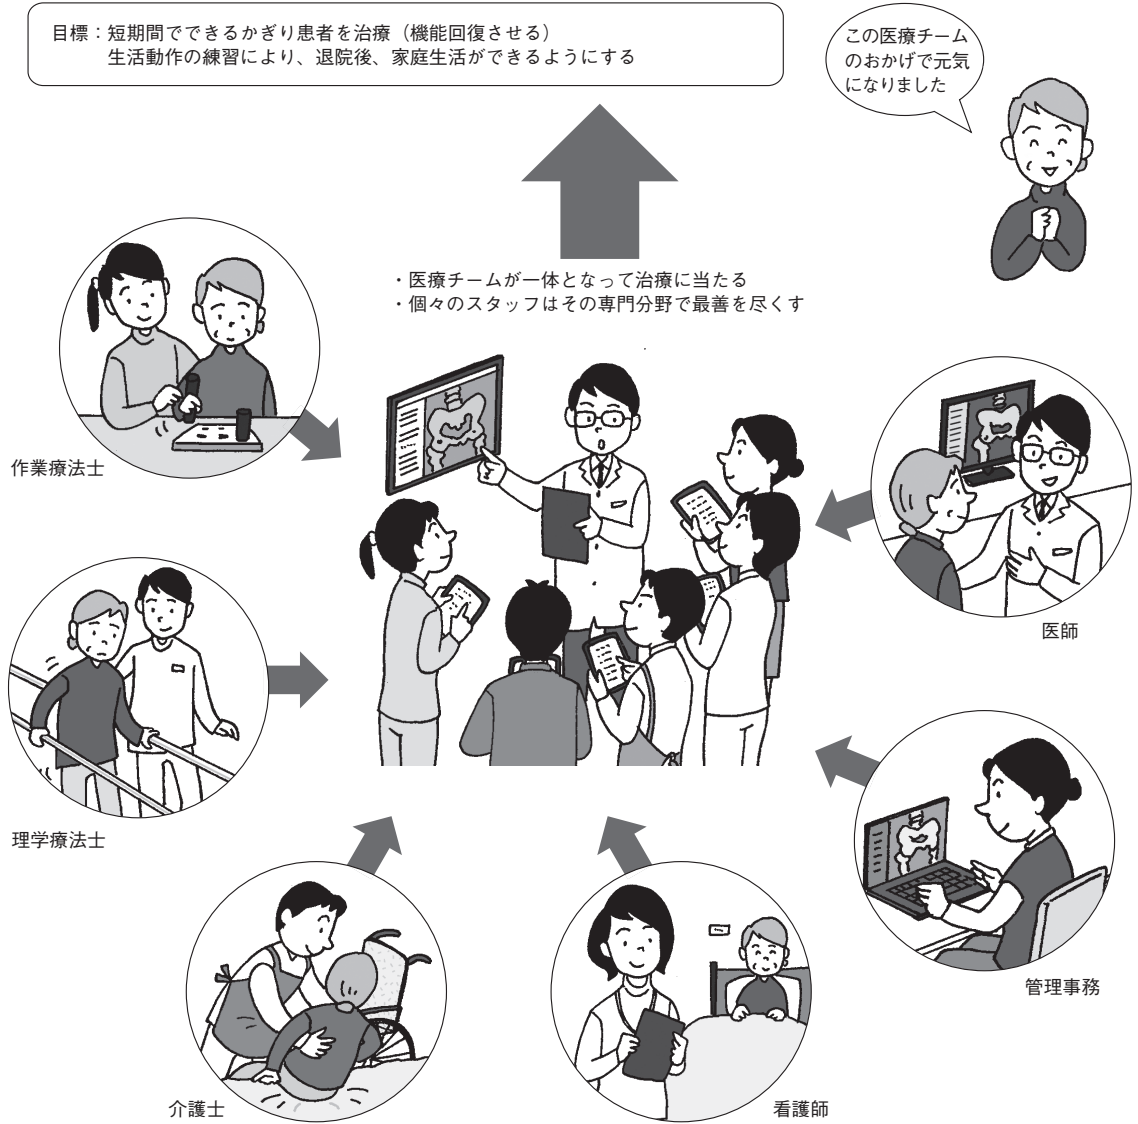 目標：短期間でできるかぎり患者を治療（機能回復させる）
生活動作の練習により、退院後、家庭生活ができるようにする
この医療チーム
のおかげで元気
になりました
・医療チームが一体となって治療に当たる
・個々のスタッフはその専門分野で最善を尽くす
作業療法士
医師
理学療法士
管理事務
介護士
看護師